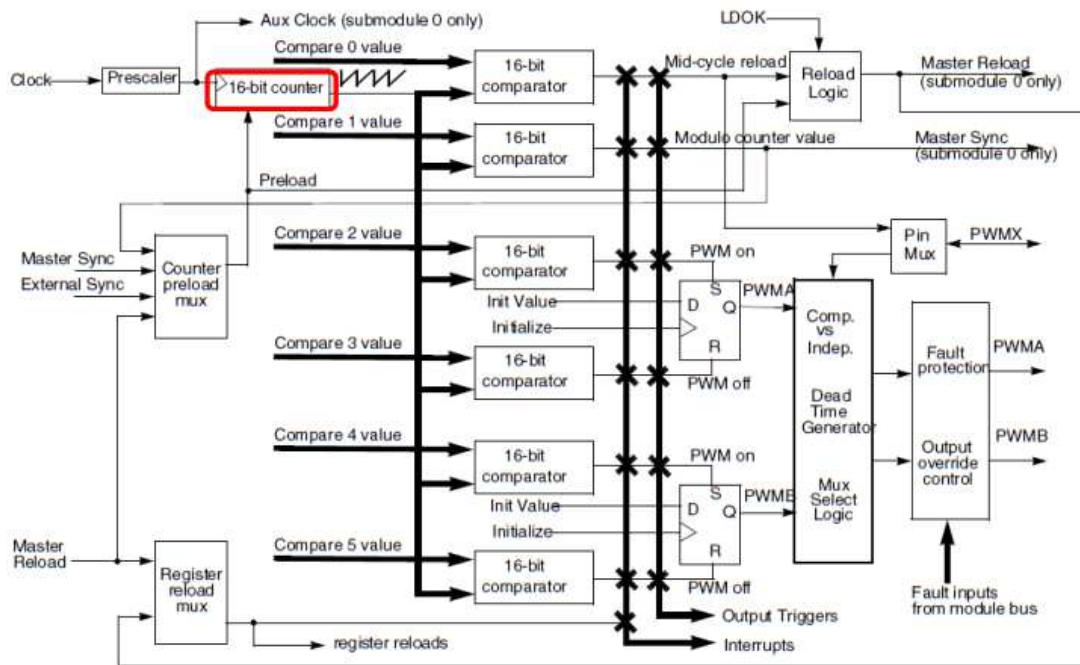 Aux Clock (submodule 0 only)
LDOK
Compare 0 value
Clock
Prescaler
16-bit counter
16-bit
comparator
Mid-cycle reload
Reload
Logic
Master Reload
(submodule 0 only)
Compare 1 value
16-bit
comparator
Modulo counter value
Master Sync
(submodule 0 only)
Preload
Master Sync
External Sync
Counter
preload
mux
Compare 2 value
16-bit
comparator
PWM on
Pin
Mux
PWMX
Init Value
Initialize
D
S
Q
R
PWMA
Compare 3 value
16-bit
comparator
PWM off
Comp.
vs
Indep.
Dead
Time
Generator
Mux
Select
Logic
Fault
protection
Output
override
control
PWMA
PWMB
Compare 4 value
16-bit
comparator
PWM on
Init Value
Initialize
D
S
Q
R
PWMB
Compare 5 value
16-bit
comparator
PWM off
Master
Reload
Register
reload
mux
register reloads
Output Triggers
Interrupts
Fault inputs
from module bus